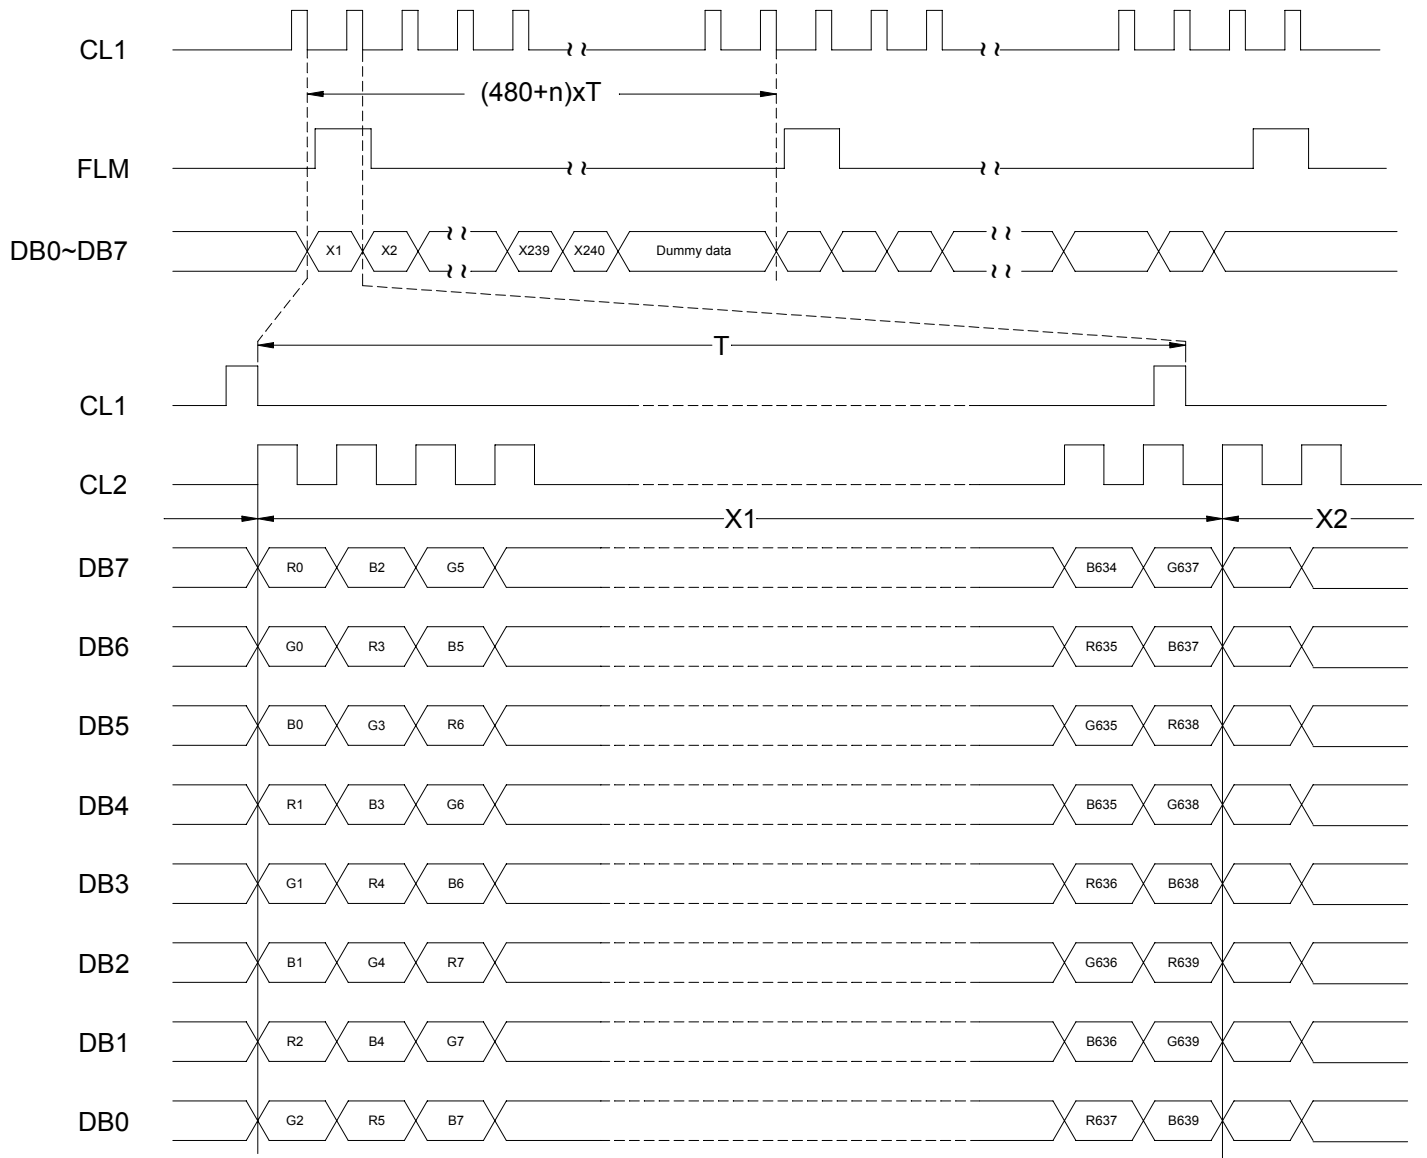 CL1
(480+n)xT
FLM
DB0~DB7 X1 X2 X239 X240 Dummy data
T
CL1
CL2
X1 X2
DB7 R0 B2 G5 B634 G637
DB6 G0 R3 B5 R635 B637
DB5 B0 G3 R6 G635 R638
DB4 R1 B3 G6 B635 G638
DB3 G1 R4 B6 R636 B638
DB2 B1 G4 R7 G636 R639
DB1 R2 B4 G7 B636 G639
DB0 G2 R5 B7 R637 B639